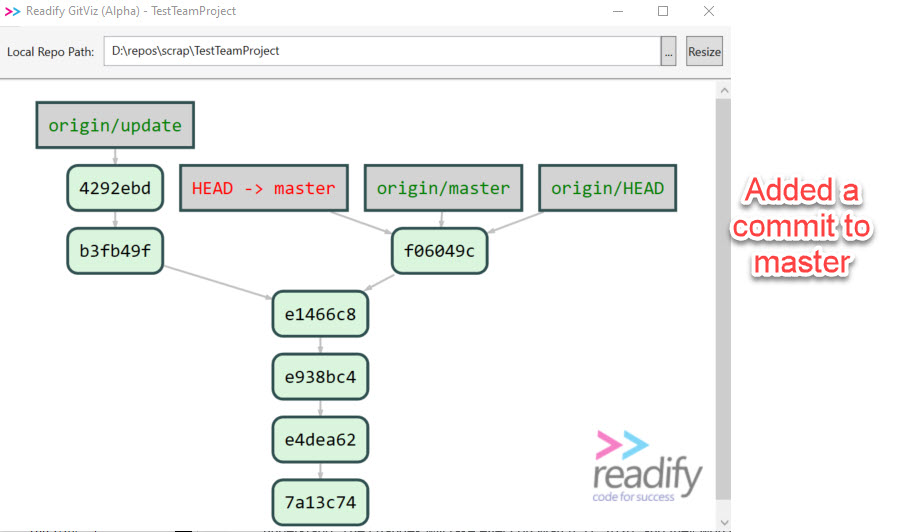 Readify GitViz (Alpha) - TestTeamProject
Local Repo Path: D:\repos\scrap\TestTeamProject ... Resize
origin/update
4292ebd HEAD -> master origin/master origin/HEAD
b3fb49f f06049c
Added a
commit to
master
e1466c8
e938bc4
e4dea62
7a13c74
readify
code for success